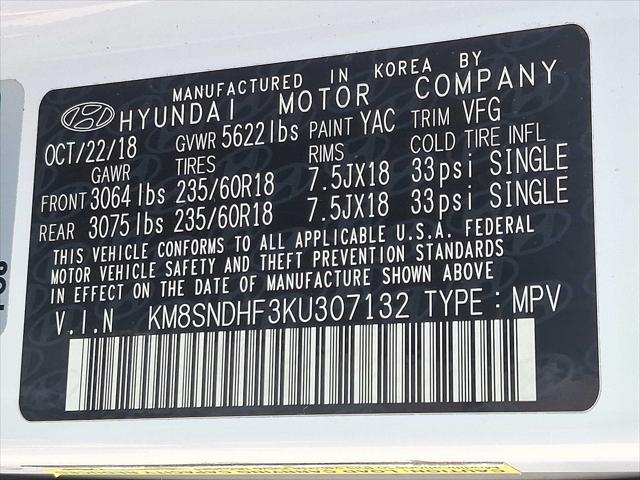 MANUFACTURED IN KOREA BY
HYUNDAI MOTOR COMPANY
OCT/22/18 GVWR 5622lbs PAINT YAC TRIM VFG
GAWR TIRES RIMS COLD TIRE INFL
FRONT 3064lbs 235/60R18 7.5JX18 33psi SINGLE
REAR 3075lbs 235/60R18 7.5JX18 33psi SINGLE
THIS VEHICLE CONFORMS TO ALL APPLICABLE U.S.A. FEDERAL
MOTOR VEHICLE SAFETY AND THEFT PREVENTION STANDARDS
IN EFFECT ON THE DATE OF MANUFACTURE SHOWN ABOVE
V.I.N KM8SNDHF3KU307132 TYPE : MPV